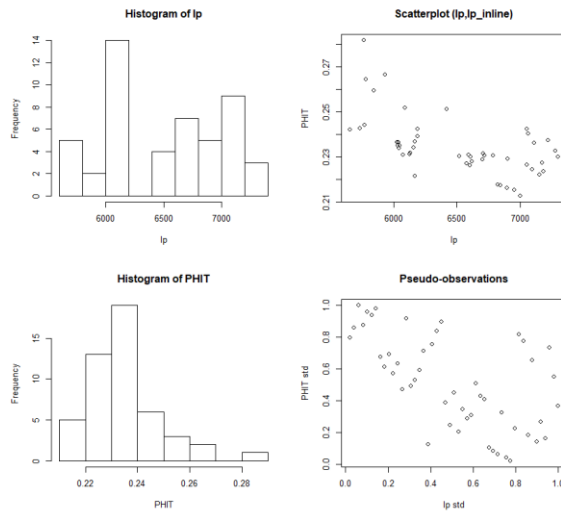 Histogram of Ip
Frequency
0 2 4 6 8 10 14
6000 6500 7000
Ip
Scatterplot (Ip,Ip_inline)
PHIT
0.21 0.23 0.25 0.27
6000 6500 7000
Ip
Histogram of PHIT
Frequency
0 5 10 15
0.22 0.24 0.26 0.28
PHIT
Pseudo-observations
PHIT std
0.0 0.2 0.4 0.6 0.8 1.0
0.0 0.2 0.4 0.6 0.8 1.0
Ip std